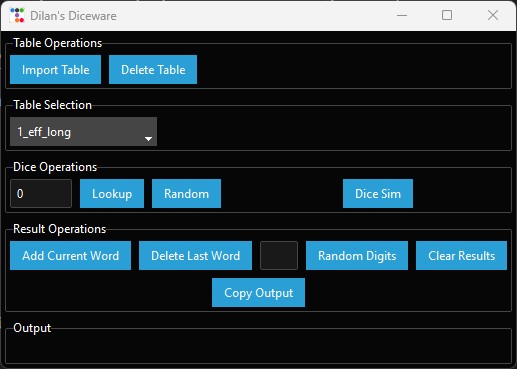 Dilan's Diceware
Table Operations
Import Table Delete Table
Table Selection
1_eff_long
Dice Operations
0 Lookup Random Dice Sim
Result Operations
Add Current Word Delete Last Word Random Digits Clear Results
Copy Output
Output